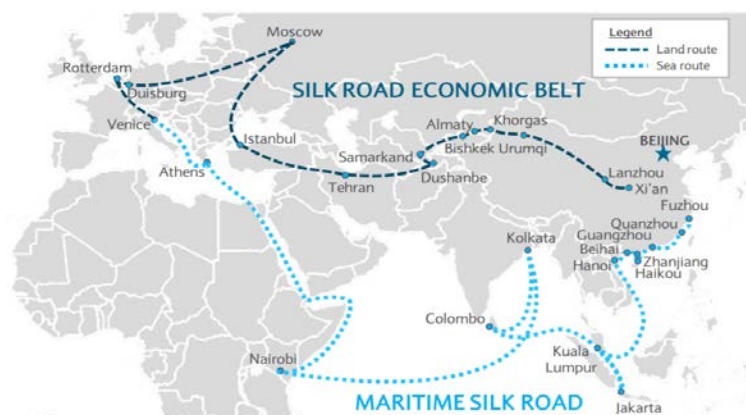 Legend
Land route
Sea route
Moscow
Rotterdam
Duisburg
SILK ROAD ECONOMIC BELT
Venice
Istanbul
Almaty
Khorgas
Bishkek Urumqi
BEIJING
Samarkand
Athens
Tehran
Dushanbe
Lanzhou
Xi'an
Fuzhou
Quanzhou
Guangzhou
Kolkata
Beihai
Hanoi
Zhanjiang
Haikou
Colombo
Nairobi
Kuala
Lumpur
MARITIME SILK ROAD
Jakarta